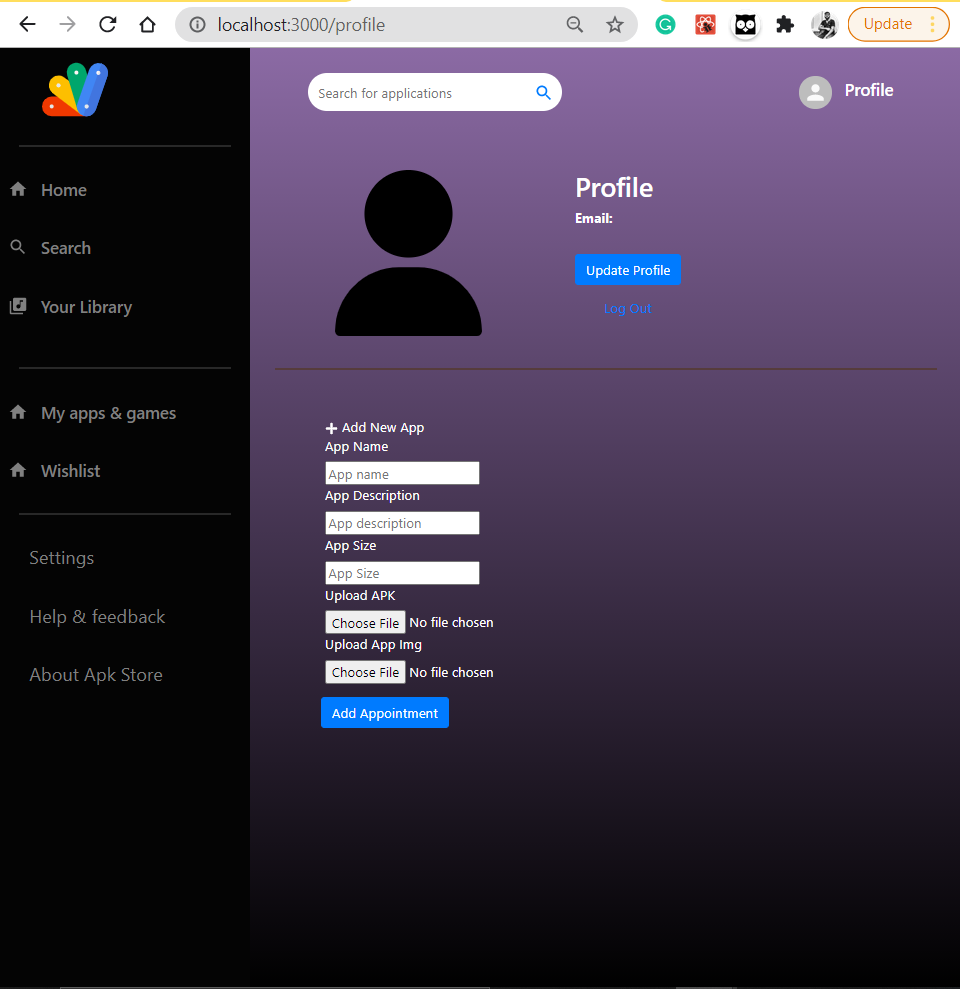 localhost:3000/profile
Update
Search for applications
Profile
Home
Search
Your Library
My apps & games
Wishlist
Settings
Help & feedback
About Apk Store
Profile
Email:
Update Profile
Log Out
Add New App
App Name
App name
App Description
App description
App Size
App Size
Upload APK
Choose File No file chosen
Upload App Img
Choose File No file chosen
Add Appointment